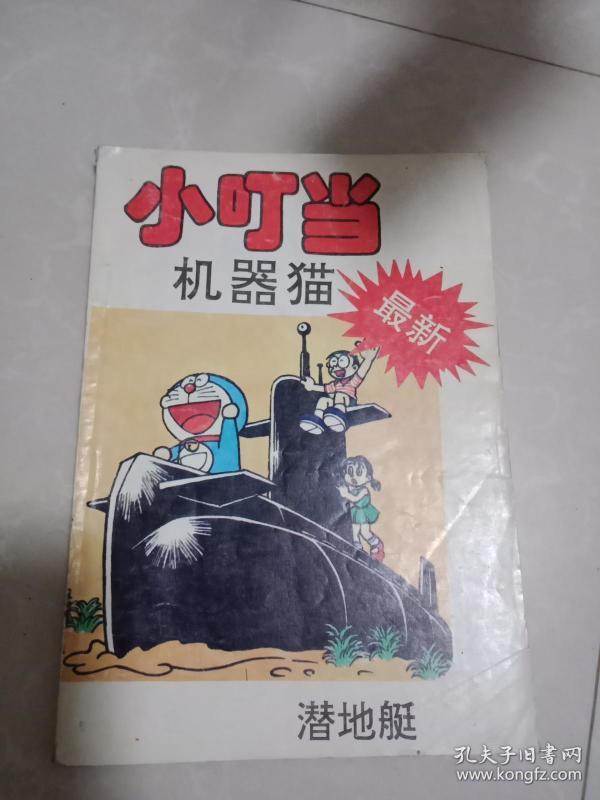 小叮当
机器猫
最新
潜地艇
孔夫子旧书网
www.kongfz.com